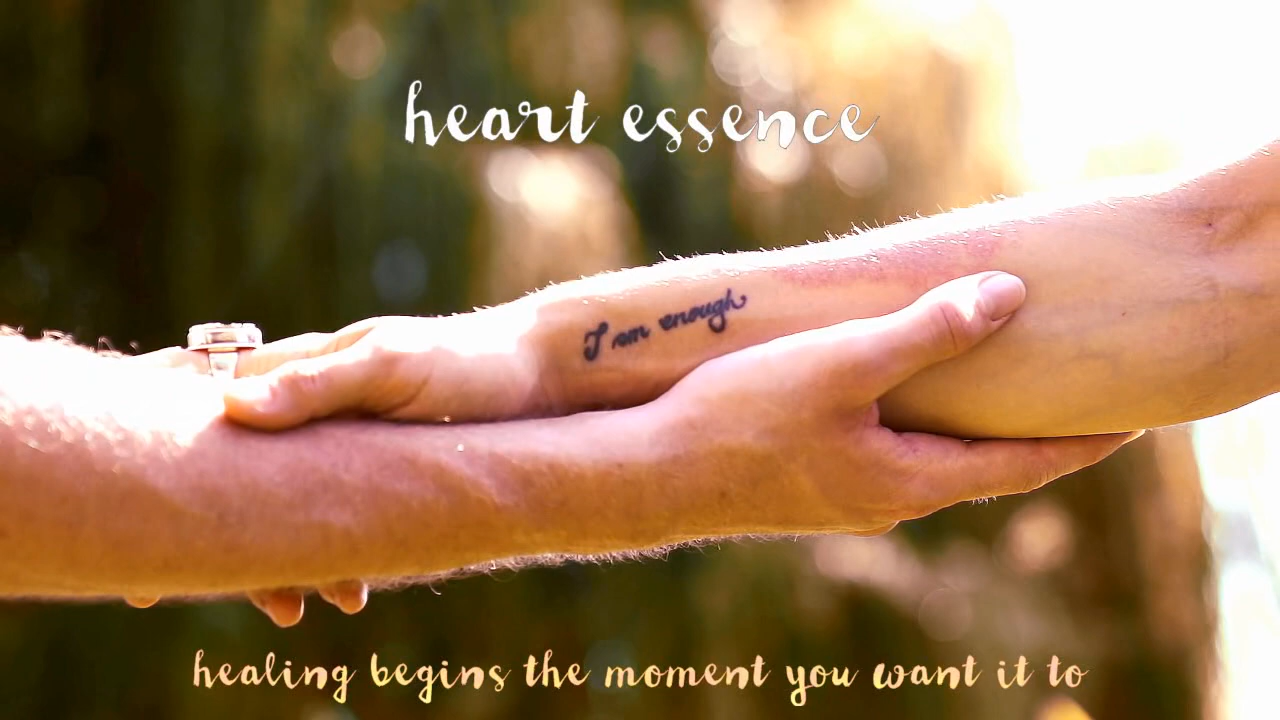 heart essence
I am enough
healing begins the moment you want it to